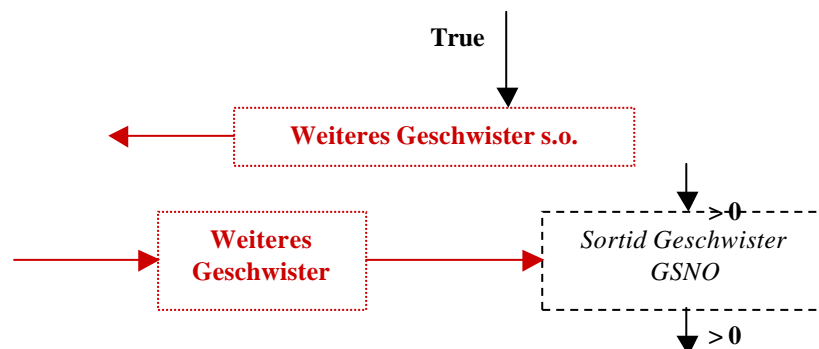 True
Weiteres Geschwister s.o.
> 0
Weiteres
Geschwister
Sortid Geschwister
GSNO
> 0